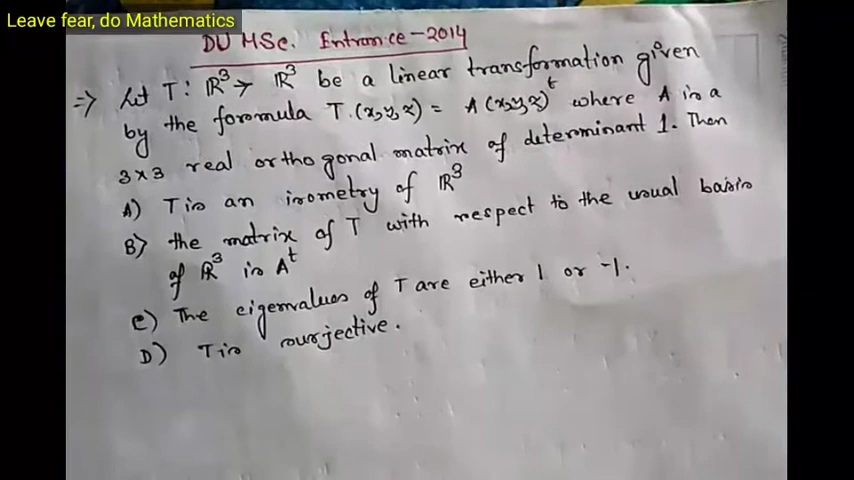 Leave fear, do Mathematics
DU MSc. Entrance-2014
⇒ Let T: ℝ³→ ℝ³ be a linear transformation given
by the foromula T.(x,y,z) = A(x,y,z)ᵗ where A is a
3×3 real orthogonal matrix of determinant 1. Then
A) T is an isometry of ℝ³
B) the matrix of T with respect to the usual basis
of ℝ³ is Aᵗ
c) The eigenvalues of T are either 1 or -1.
D) T is surjective.